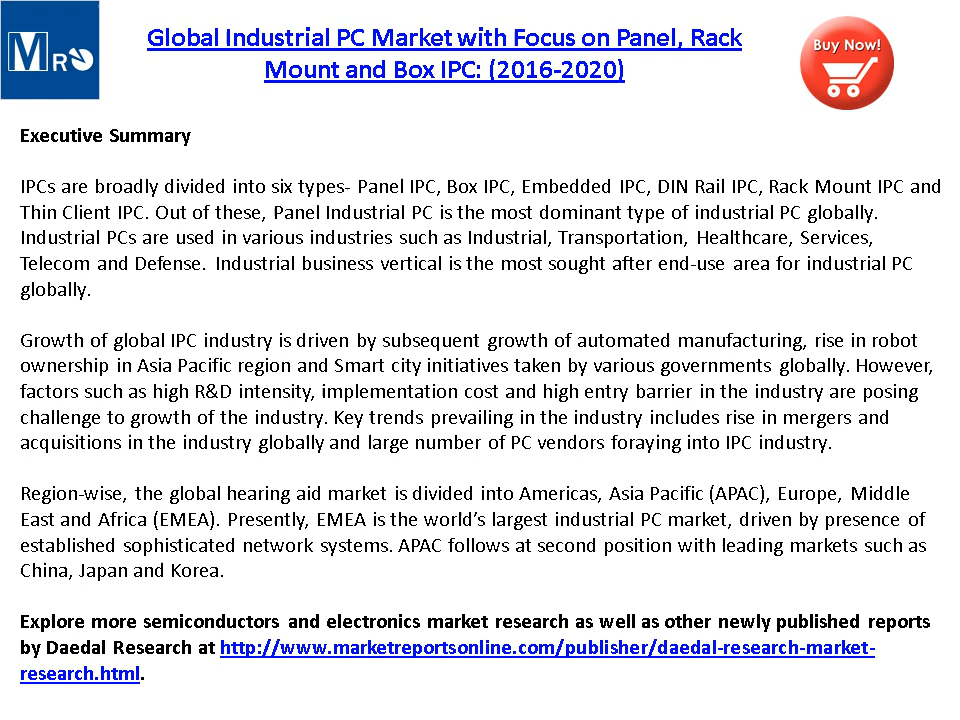 MRO
Global Industrial PC Market with Focus on Panel, Rack
Mount and Box IPC: (2016-2020)
Buy Now!
Executive Summary
IPCs are broadly divided into six types- Panel IPC, Box IPC, Embedded IPC, DIN Rail IPC, Rack Mount IPC and
Thin Client IPC. Out of these, Panel Industrial PC is the most dominant type of industrial PC globally.
Industrial PCs are used in various industries such as Industrial, Transportation, Healthcare, Services,
Telecom and Defense. Industrial business vertical is the most sought after end-use area for industrial PC
globally.
Growth of global IPC industry is driven by subsequent growth of automated manufacturing, rise in robot
ownership in Asia Pacific region and Smart city initiatives taken by various governments globally. However,
factors such as high R&D intensity, implementation cost and high entry barrier in the industry are posing
challenge to growth of the industry. Key trends prevailing in the industry includes rise in mergers and
acquisitions in the industry globally and large number of PC vendors foraying into IPC industry.
Region-wise, the global hearing aid market is divided into Americas, Asia Pacific (APAC), Europe, Middle
East and Africa (EMEA). Presently, EMEA is the world's largest industrial PC market, driven by presence of
established sophisticated network systems. APAC follows at second position with leading markets such as
China, Japan and Korea.
Explore more semiconductors and electronics market research as well as other newly published reports
by Daedal Research at http://www.marketreportsonline.com/publisher/daedal-research-market-
research.html.